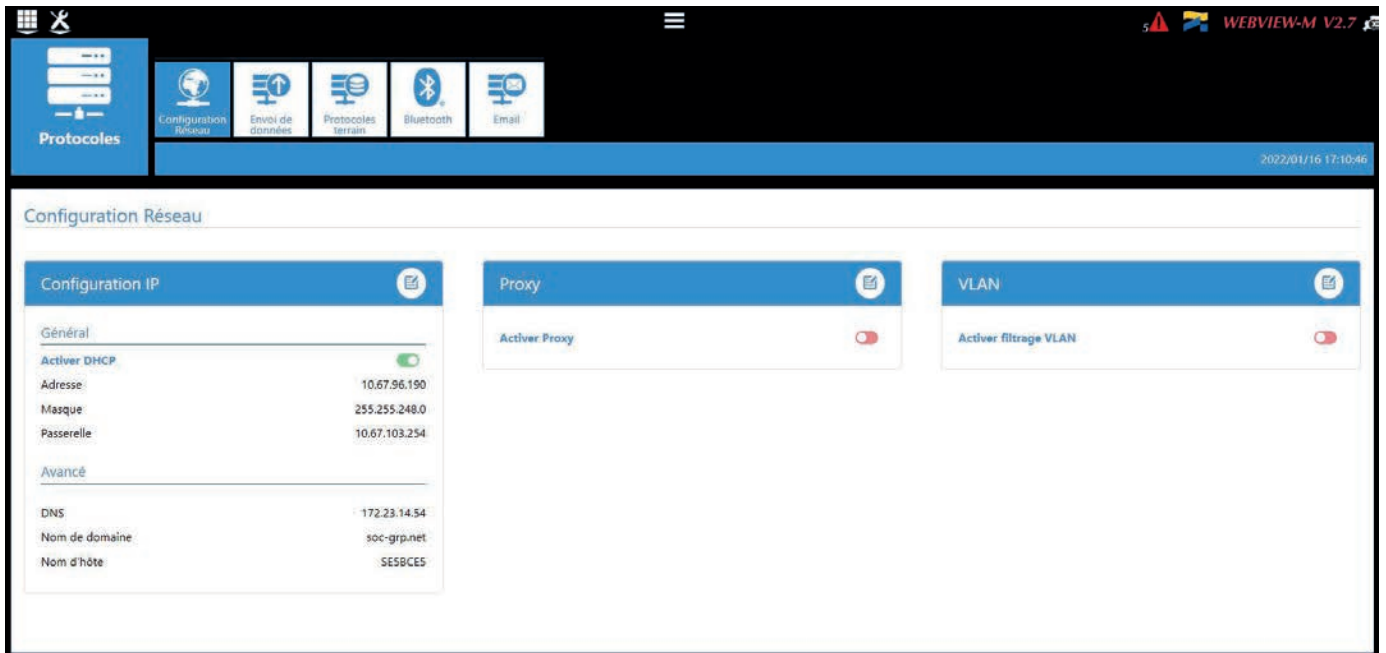 5 WEBVIEW-M V2.7
Protocoles
Configuration Réseau
Envoi de données
Protocoles terrain
Bluetooth
Email
2022/01/16 17:10:46
Configuration Réseau
Configuration IP
Général
Activer DHCP
Adresse 10.67.96.190
Masque 255.255.248.0
Passerelle 10.67.103.254
Avancé
DNS 172.23.14.54
Nom de domaine soc-grp.net
Nom d'hôte SESBCE5
Proxy
Activer Proxy
VLAN
Activer filtrage VLAN